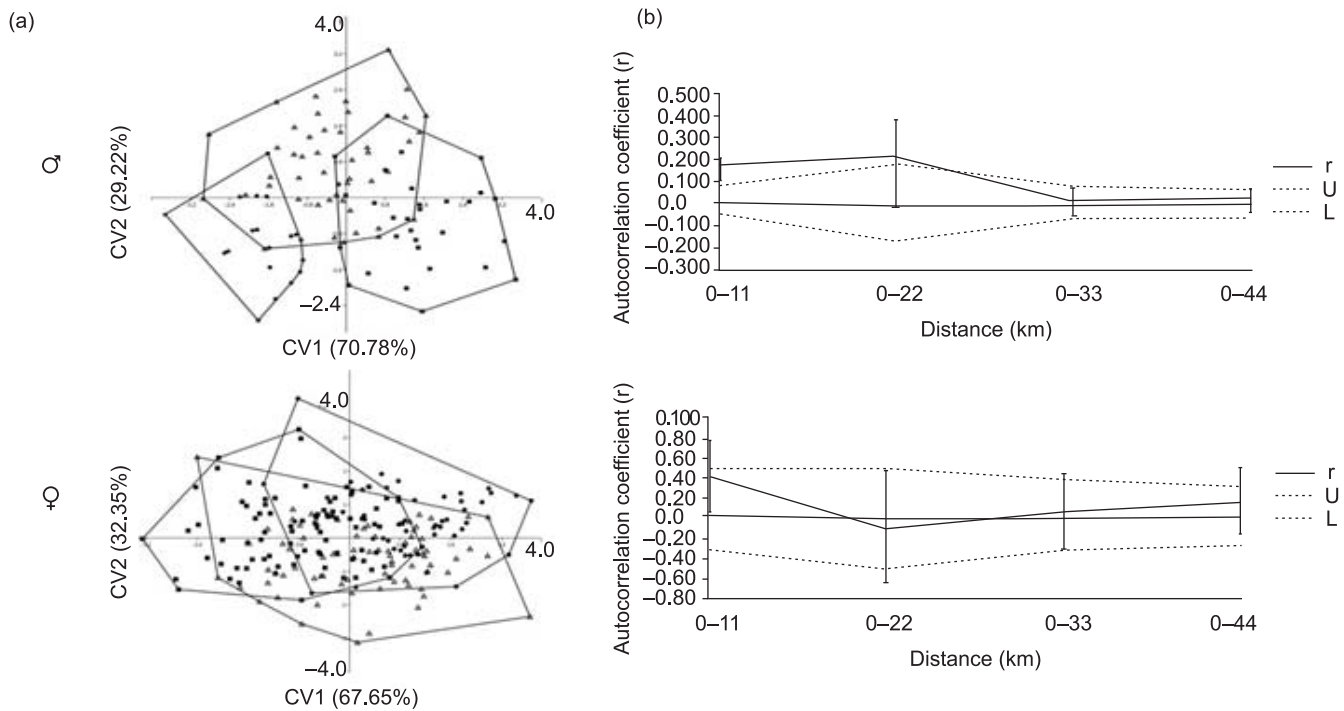 (a)
(b)
♂
4.0
CV2 (29.22%)
4.0
–2.4
CV1 (70.78%)
Autocorrelation coefficient (r)
0.500
0.400
0.300
0.200
0.100
0.0
–0.100
–0.200
–0.300
0–11
0–22
0–33
0–44
Distance (km)
r
U
L
♀
4.0
CV2 (32.35%)
4.0
–4.0
CV1 (67.65%)
Autocorrelation coefficient (r)
0.100
0.80
0.60
0.40
0.20
0.0
–0.20
–0.40
–0.60
–0.80
0–11
0–22
0–33
0–44
Distance (km)
r
U
L